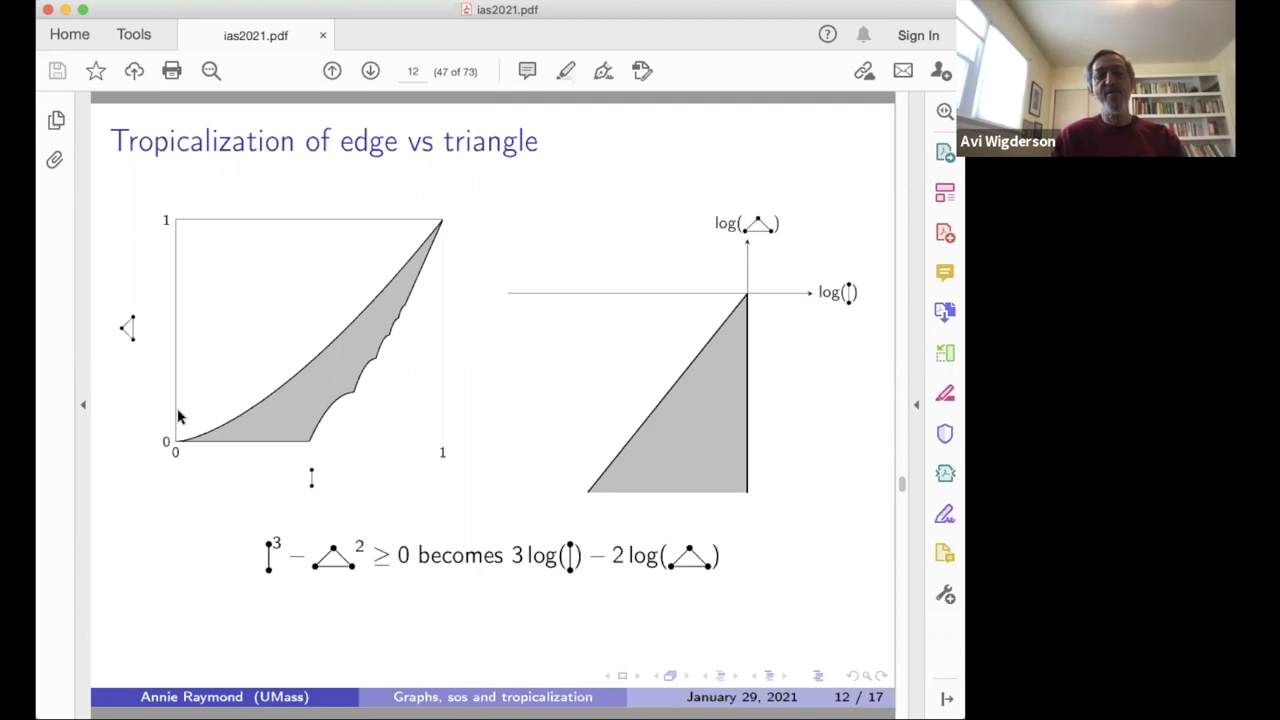 ias2021.pdf
Home Tools ias2021.pdf × ? Sign In
12 (47 of 73)
Avi Wigderson
Tropicalization of edge vs triangle
1
log( )
log( )
0
0 1
3 − 2 ≥ 0 becomes 3 log( ) − 2 log( )
Annie Raymond (UMass) Graphs, sos and tropicalization January 29, 2021 12 / 17